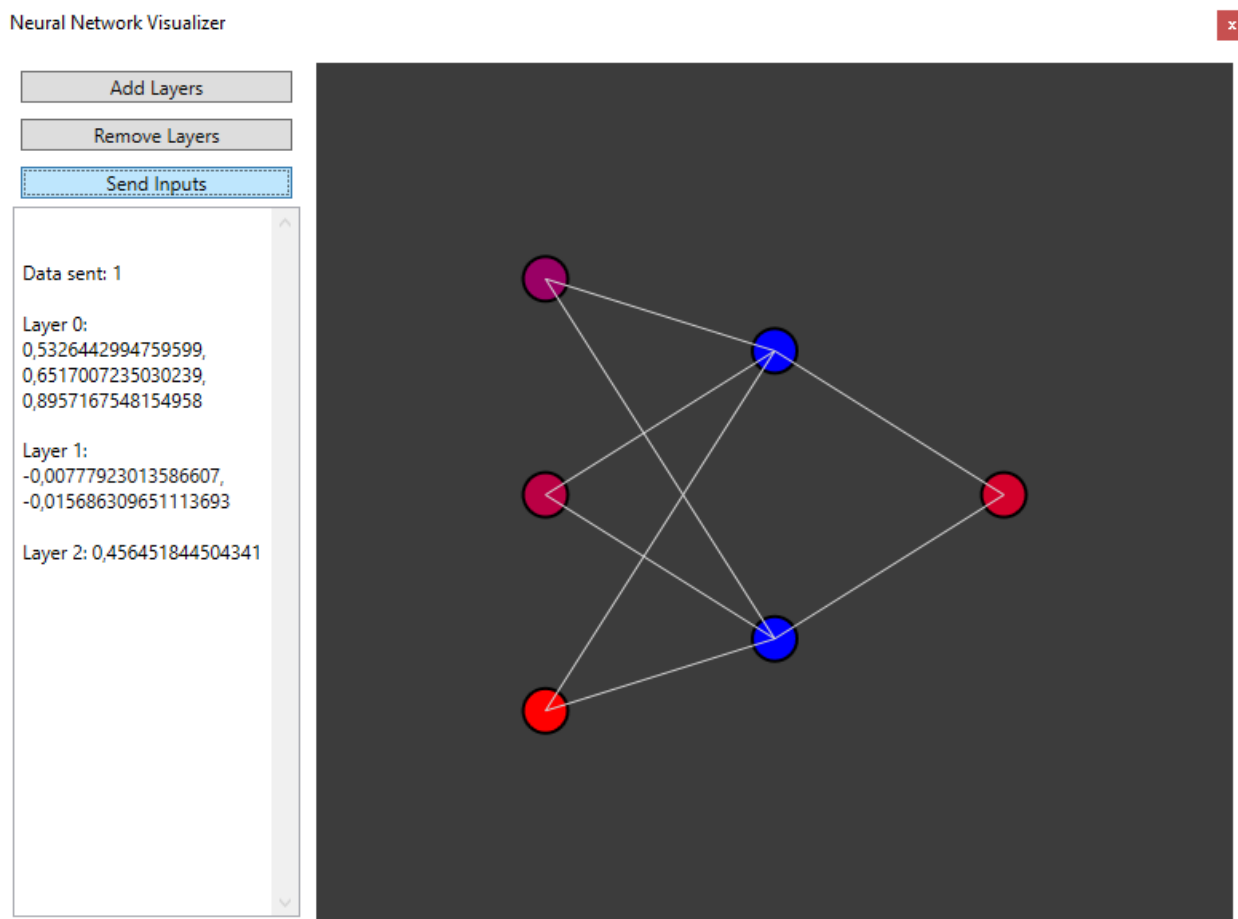 Neural Network Visualizer
x
Add Layers
Remove Layers
Send Inputs
Data sent: 1
Layer 0:
0,5326442994759599,
0,6517007235030239,
0,8957167548154958
Layer 1:
-0,00777923013586607,
-0,015686309651113693
Layer 2: 0,456451844504341